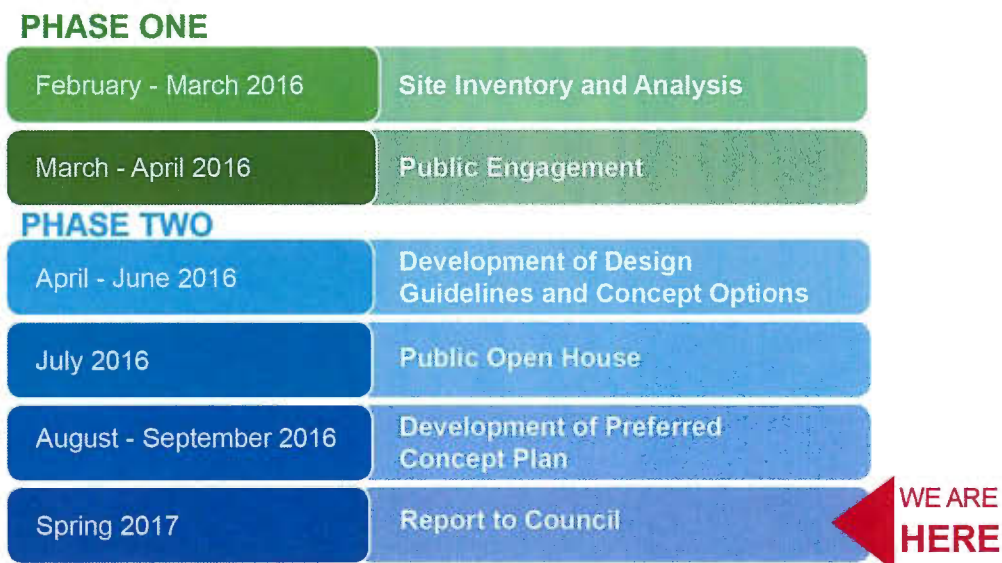 PHASE ONE
February - March 2016
Site Inventory and Analysis
March - April 2016
Public Engagement
PHASE TWO
April - June 2016
Development of Design
Guidelines and Concept Options
July 2016
Public Open House
August - September 2016
Development of Preferred
Concept Plan
Spring 2017
Report to Council
WE ARE
HERE